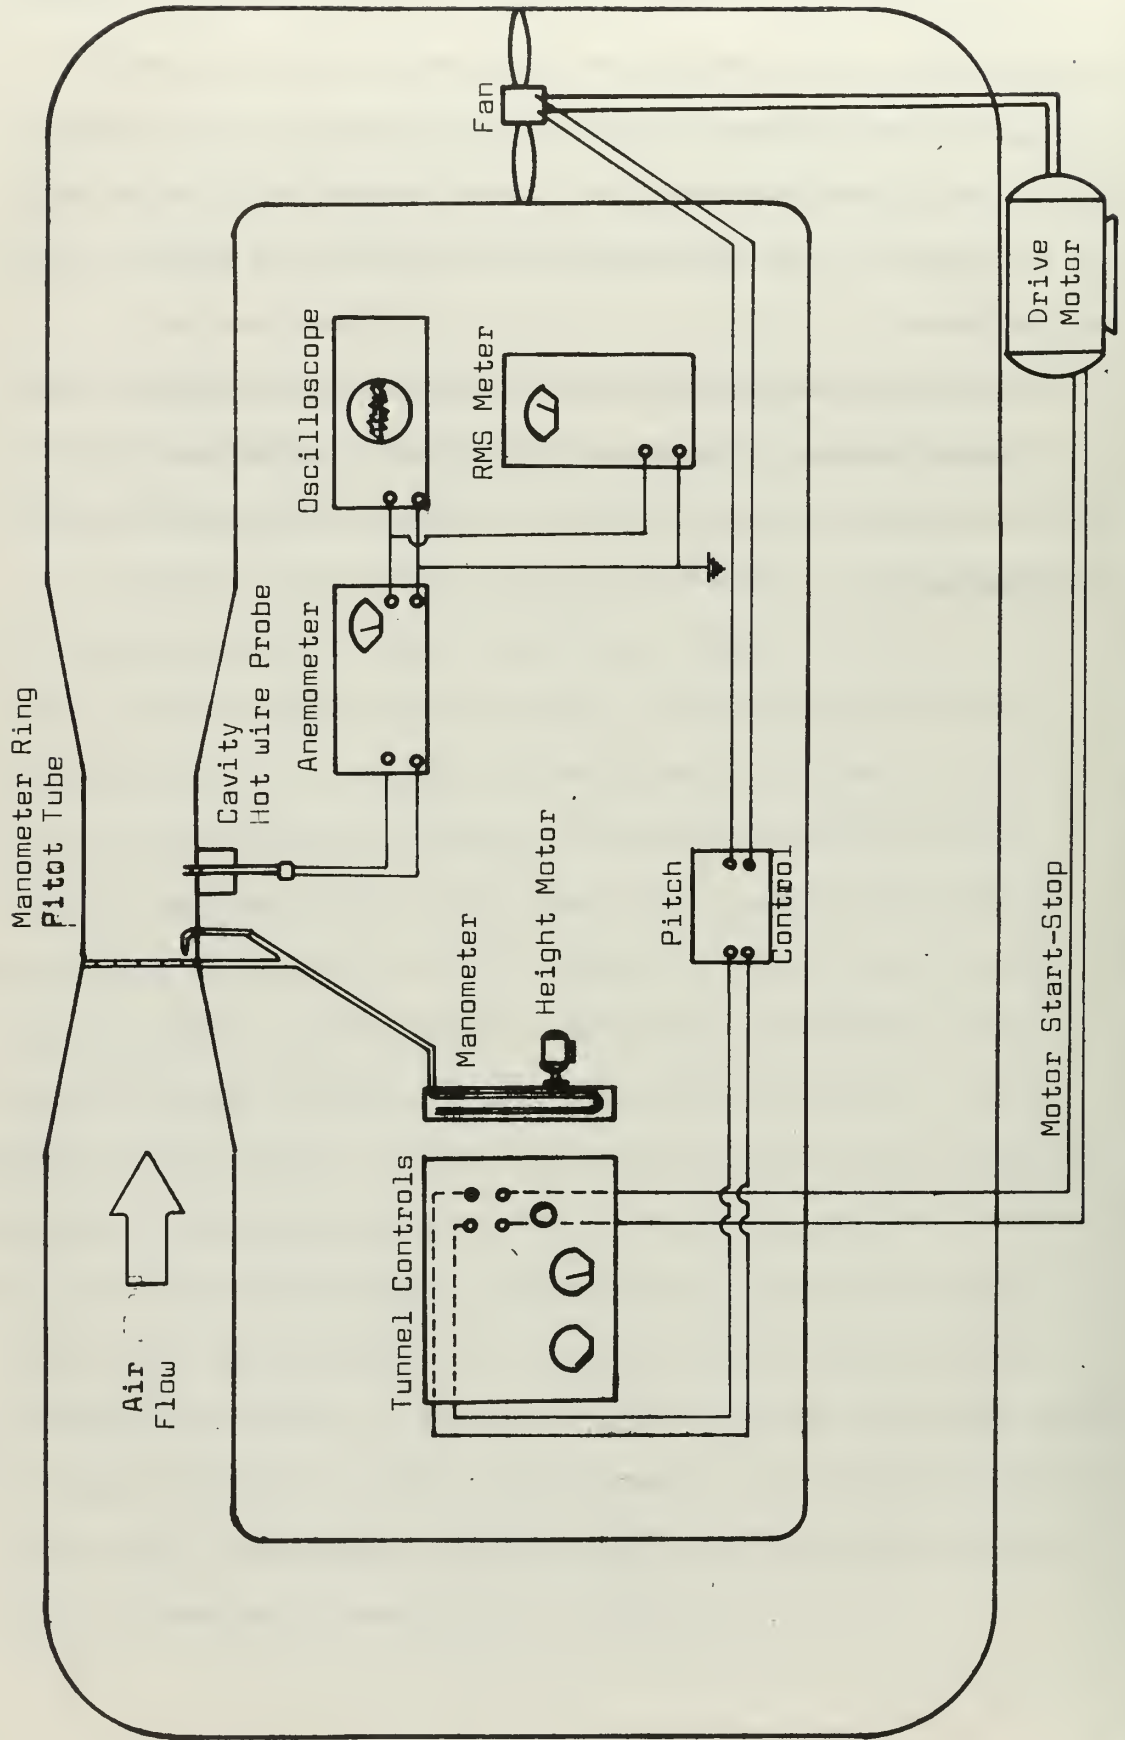 Manometer Ring
Pitot Tube
Cavity
Hot wire Probe
Air
Flow
Anemometer
Oscilloscope
RMS Meter
Fan
Manometer
Height Motor
Tunnel Controls
Pitch
Control
Motor Start-Stop
Drive
Motor